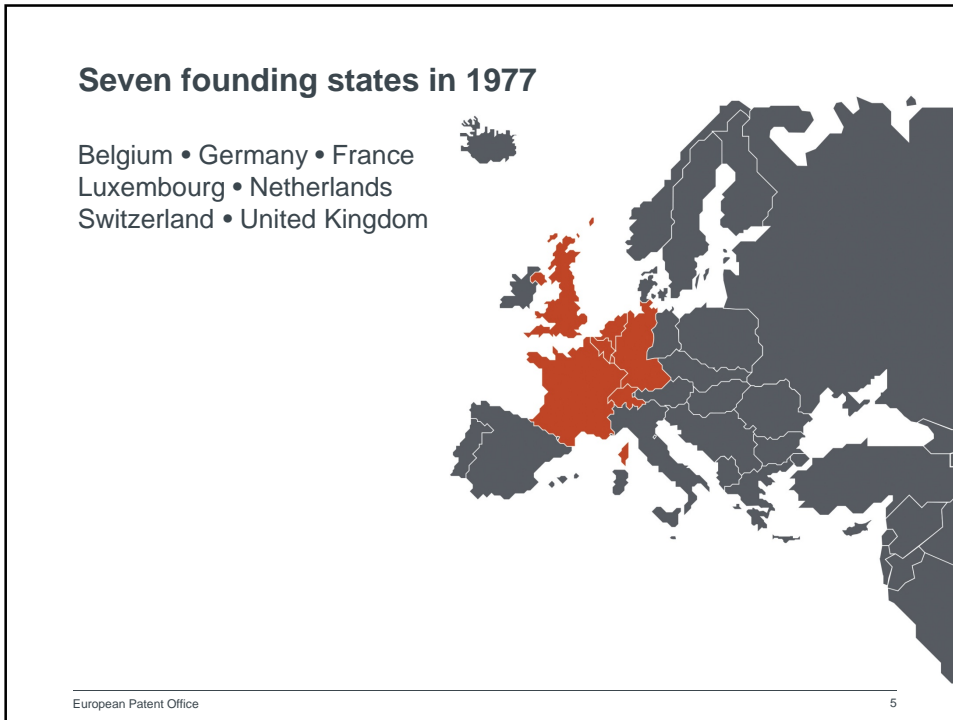 Seven founding states in 1977
Belgium • Germany • France
Luxembourg • Netherlands
Switzerland • United Kingdom
European Patent Office
5